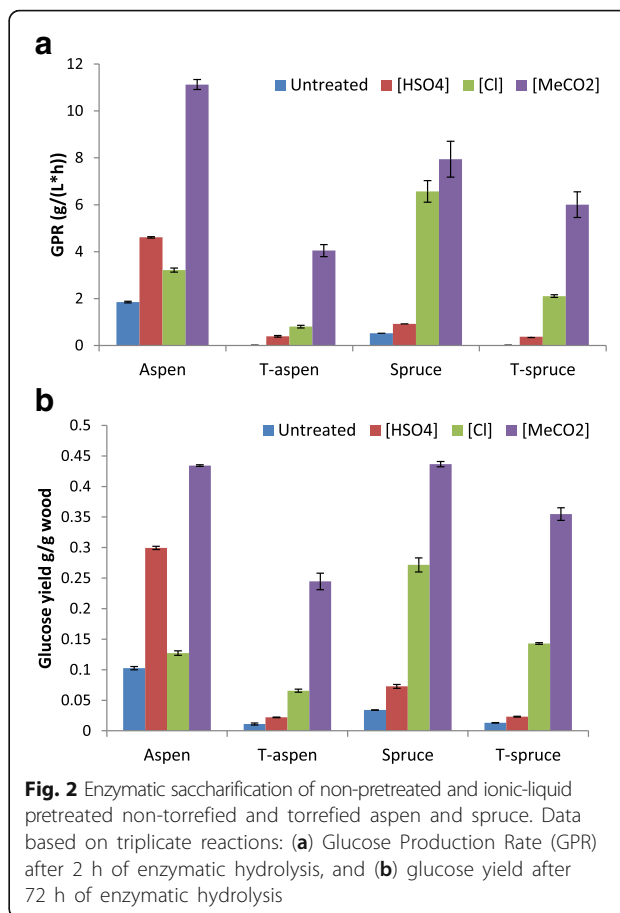 a
12
10
8
6
4
2
0
GPR (g/(L*h))
Untreated [HSO4] [Cl] [MeCO2]
Aspen T-aspen Spruce T-spruce
b
0.5
0.45
0.4
0.35
0.3
0.25
0.2
0.15
0.1
0.05
0
Glucose yield g/g wood
Untreated [HSO4] [Cl] [MeCO2]
Aspen T-aspen Spruce T-spruce
Fig. 2 Enzymatic saccharification of non-pretreated and ionic-liquid
pretreated non-torrefied and torrefied aspen and spruce. Data
based on triplicate reactions: (a) Glucose Production Rate (GPR)
after 2 h of enzymatic hydrolysis, and (b) glucose yield after
72 h of enzymatic hydrolysis